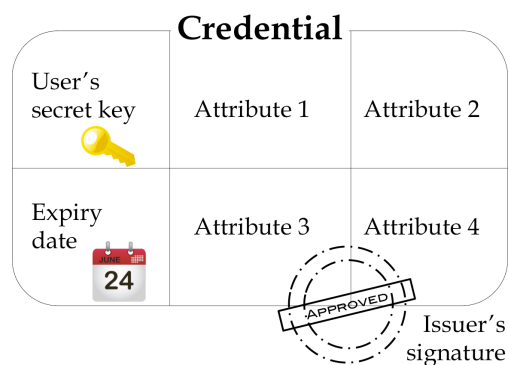 Credential
User's
secret key
Attribute 1
Attribute 2
Expiry
date
JUNE
24
Attribute 3
Attribute 4
APPROVED
Issuer's
signature